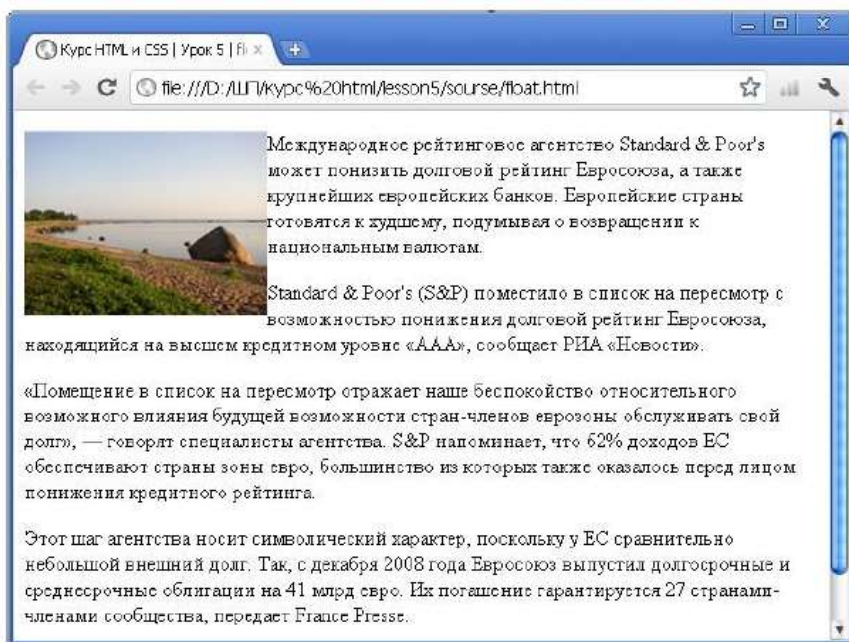 Курс HTML и CSS | Урок 5 | fl
file:///D:/ШП/курс%20html/lesson5/sourse/float.html
Международное рейтинговое агентство Standard & Poor's
может понизить долговой рейтинг Евросоюза, а также
крупнейших европейских банков. Европейские страны
готовятся к худшему, подумывая о возвращении к
национальным валютам.
Standard & Poor's (S&P) поместило в список на пересмотр с
возможностью понижения долговой рейтинг Евросоюза,
находящийся на высшем кредитном уровне «AAA», сообщает РИА «Новости».
«Помещение в список на пересмотр отражает наше беспокойство относительного
возможного влияния будущей возможности стран-членов еврозоны обслуживать свой
долг», — говорят специалисты агентства. S&P напоминает, что 62% доходов ЕС
обеспечивают страны зоны евро, большинство из которых также оказалось перед лицом
понижения кредитного рейтинга.
Этот шаг агентства носит символический характер, поскольку у ЕС сравнительно
небольшой внешний долг. Так, с декабря 2008 года Евросоюз выпустил долгосрочные и
среднесрочные облигации на 41 млрд евро. Их погашение гарантируется 27 странами-
членами сообщества, передает France Presse.